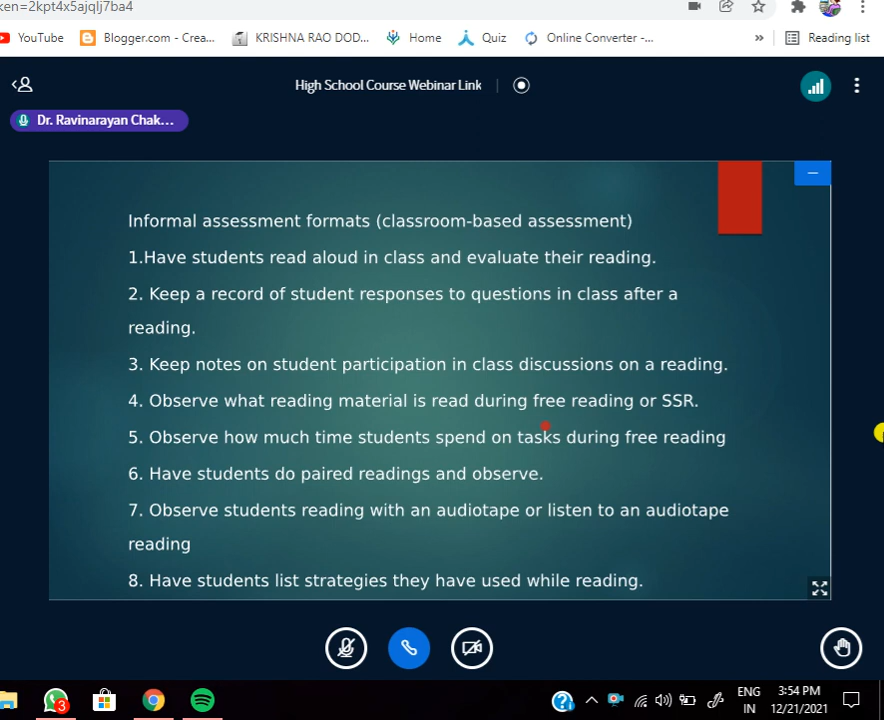 ken=2kpt4x5ajqlj7ba4
YouTube
Blogger.com - Crea...
KRISHNA RAO DOD...
Home
Quiz
Online Converter -...
»
Reading list
High School Course Webinar Link
Dr. Ravinarayan Chak...
Informal assessment formats (classroom-based assessment)
1.Have students read aloud in class and evaluate their reading.
2. Keep a record of student responses to questions in class after a
reading.
3. Keep notes on student participation in class discussions on a reading.
4. Observe what reading material is read during free reading or SSR.
5. Observe how much time students spend on tasks during free reading
6. Have students do paired readings and observe.
7. Observe students reading with an audiotape or listen to an audiotape
reading
8. Have students list strategies they have used while reading.
3
ENG
IN
3:54 PM
12/21/2021